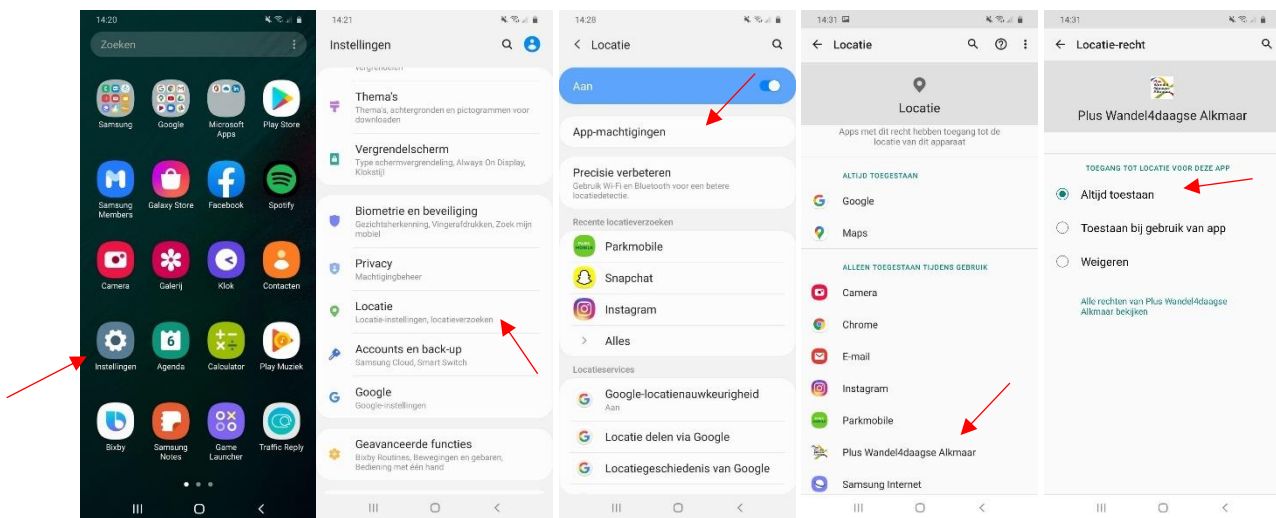 14:20
Zoeken
Samsung
Google
Microsoft
Apps
Play Store
Samsung
Members
Galaxy Store
Facebook
Spotify
Camera
Galerij
Klok
Contacten
Instellingen
Agenda
Calculator
Play Muziek
Bixby
Samsung
Notes
Game
Launcher
Traffic Reply
14:21
Instellingen
Thema's
Thema's, achtergronden en pictogrammen voor
downloaden
Vergrendelscherm
Type schermvergrendeling, Always On Display,
Klokstijl
Biometrie en beveiliging
Gezichtsherkenning, Vingerafdrukken, Zoek mijn
mobiel
Privacy
Machtigingbeheer
Locatie
Locatie-instellingen, locatieverzoeken
Accounts en back-up
Samsung Cloud, Smart Switch
Google
Google-instellingen
Geavanceerde functies
Bixby Routines, Bewegingen en gebaren,
Bediening met één hand
14:28
Locatie
Aan
App-machtigingen
Precisie verbeteren
Gebruik Wi-Fi en Bluetooth voor een betere
locatiedetectie.
Recente locatieverzoeken
Parkmobile
Snapchat
Instagram
Alles
Locatieservices
Google-locatienauwkeurigheid
Aan
Locatie delen via Google
Locatiegeschiedenis van Google
14:31
Locatie
Locatie
Apps met dit recht hebben toegang tot de
locatie van dit apparaat
ALTIJD TOEGESTAAN
Google
Maps
ALLEEN TOEGESTAAN TIJDENS GEBRUIK
Camera
Chrome
E-mail
Instagram
Parkmobile
Plus Wandel4daagse Alkmaar
Samsung Internet
14:31
Locatie-recht
Plus Wandel4daagse Alkmaar
TOEGANG TOT LOCATIE VOOR DEZE APP
Altijd toestaan
Toestaan bij gebruik van app
Weigeren
Alle rechten van Plus Wandel4daagse
Alkmaar bekijken